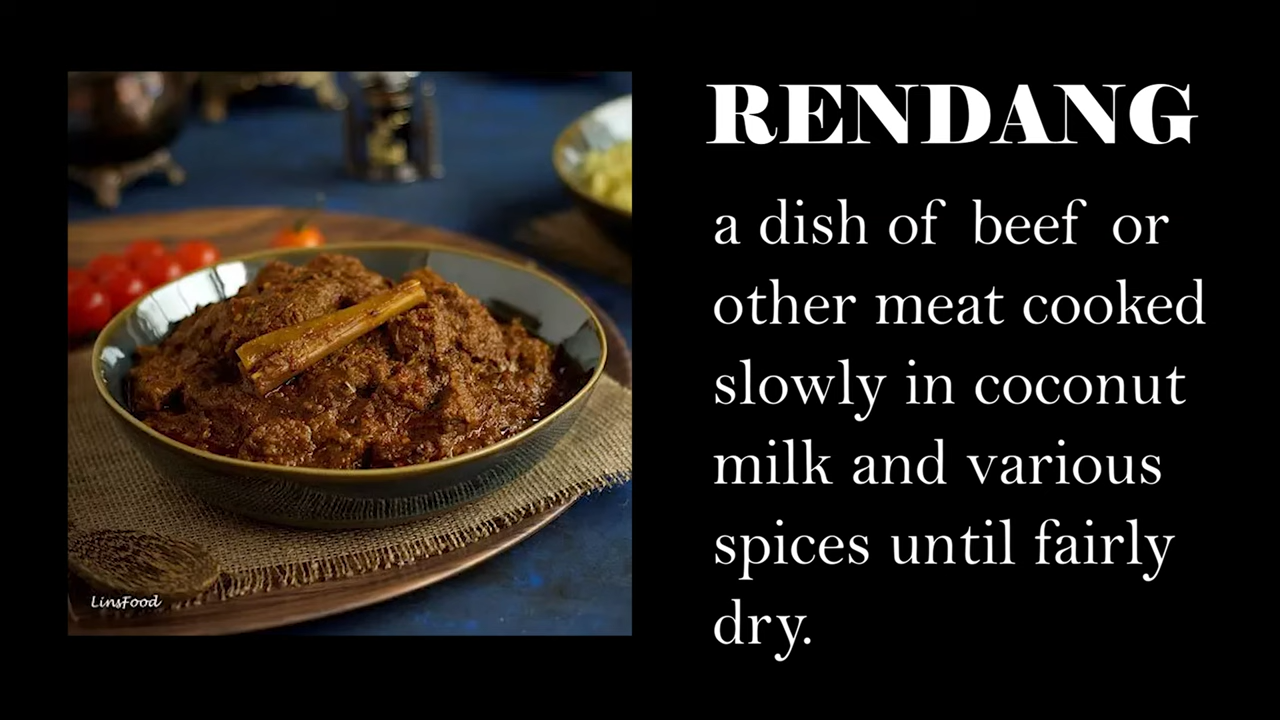 RENDANG
a dish of beef or
other meat cooked
slowly in coconut
milk and various
spices until fairly
dry.
LinsFood